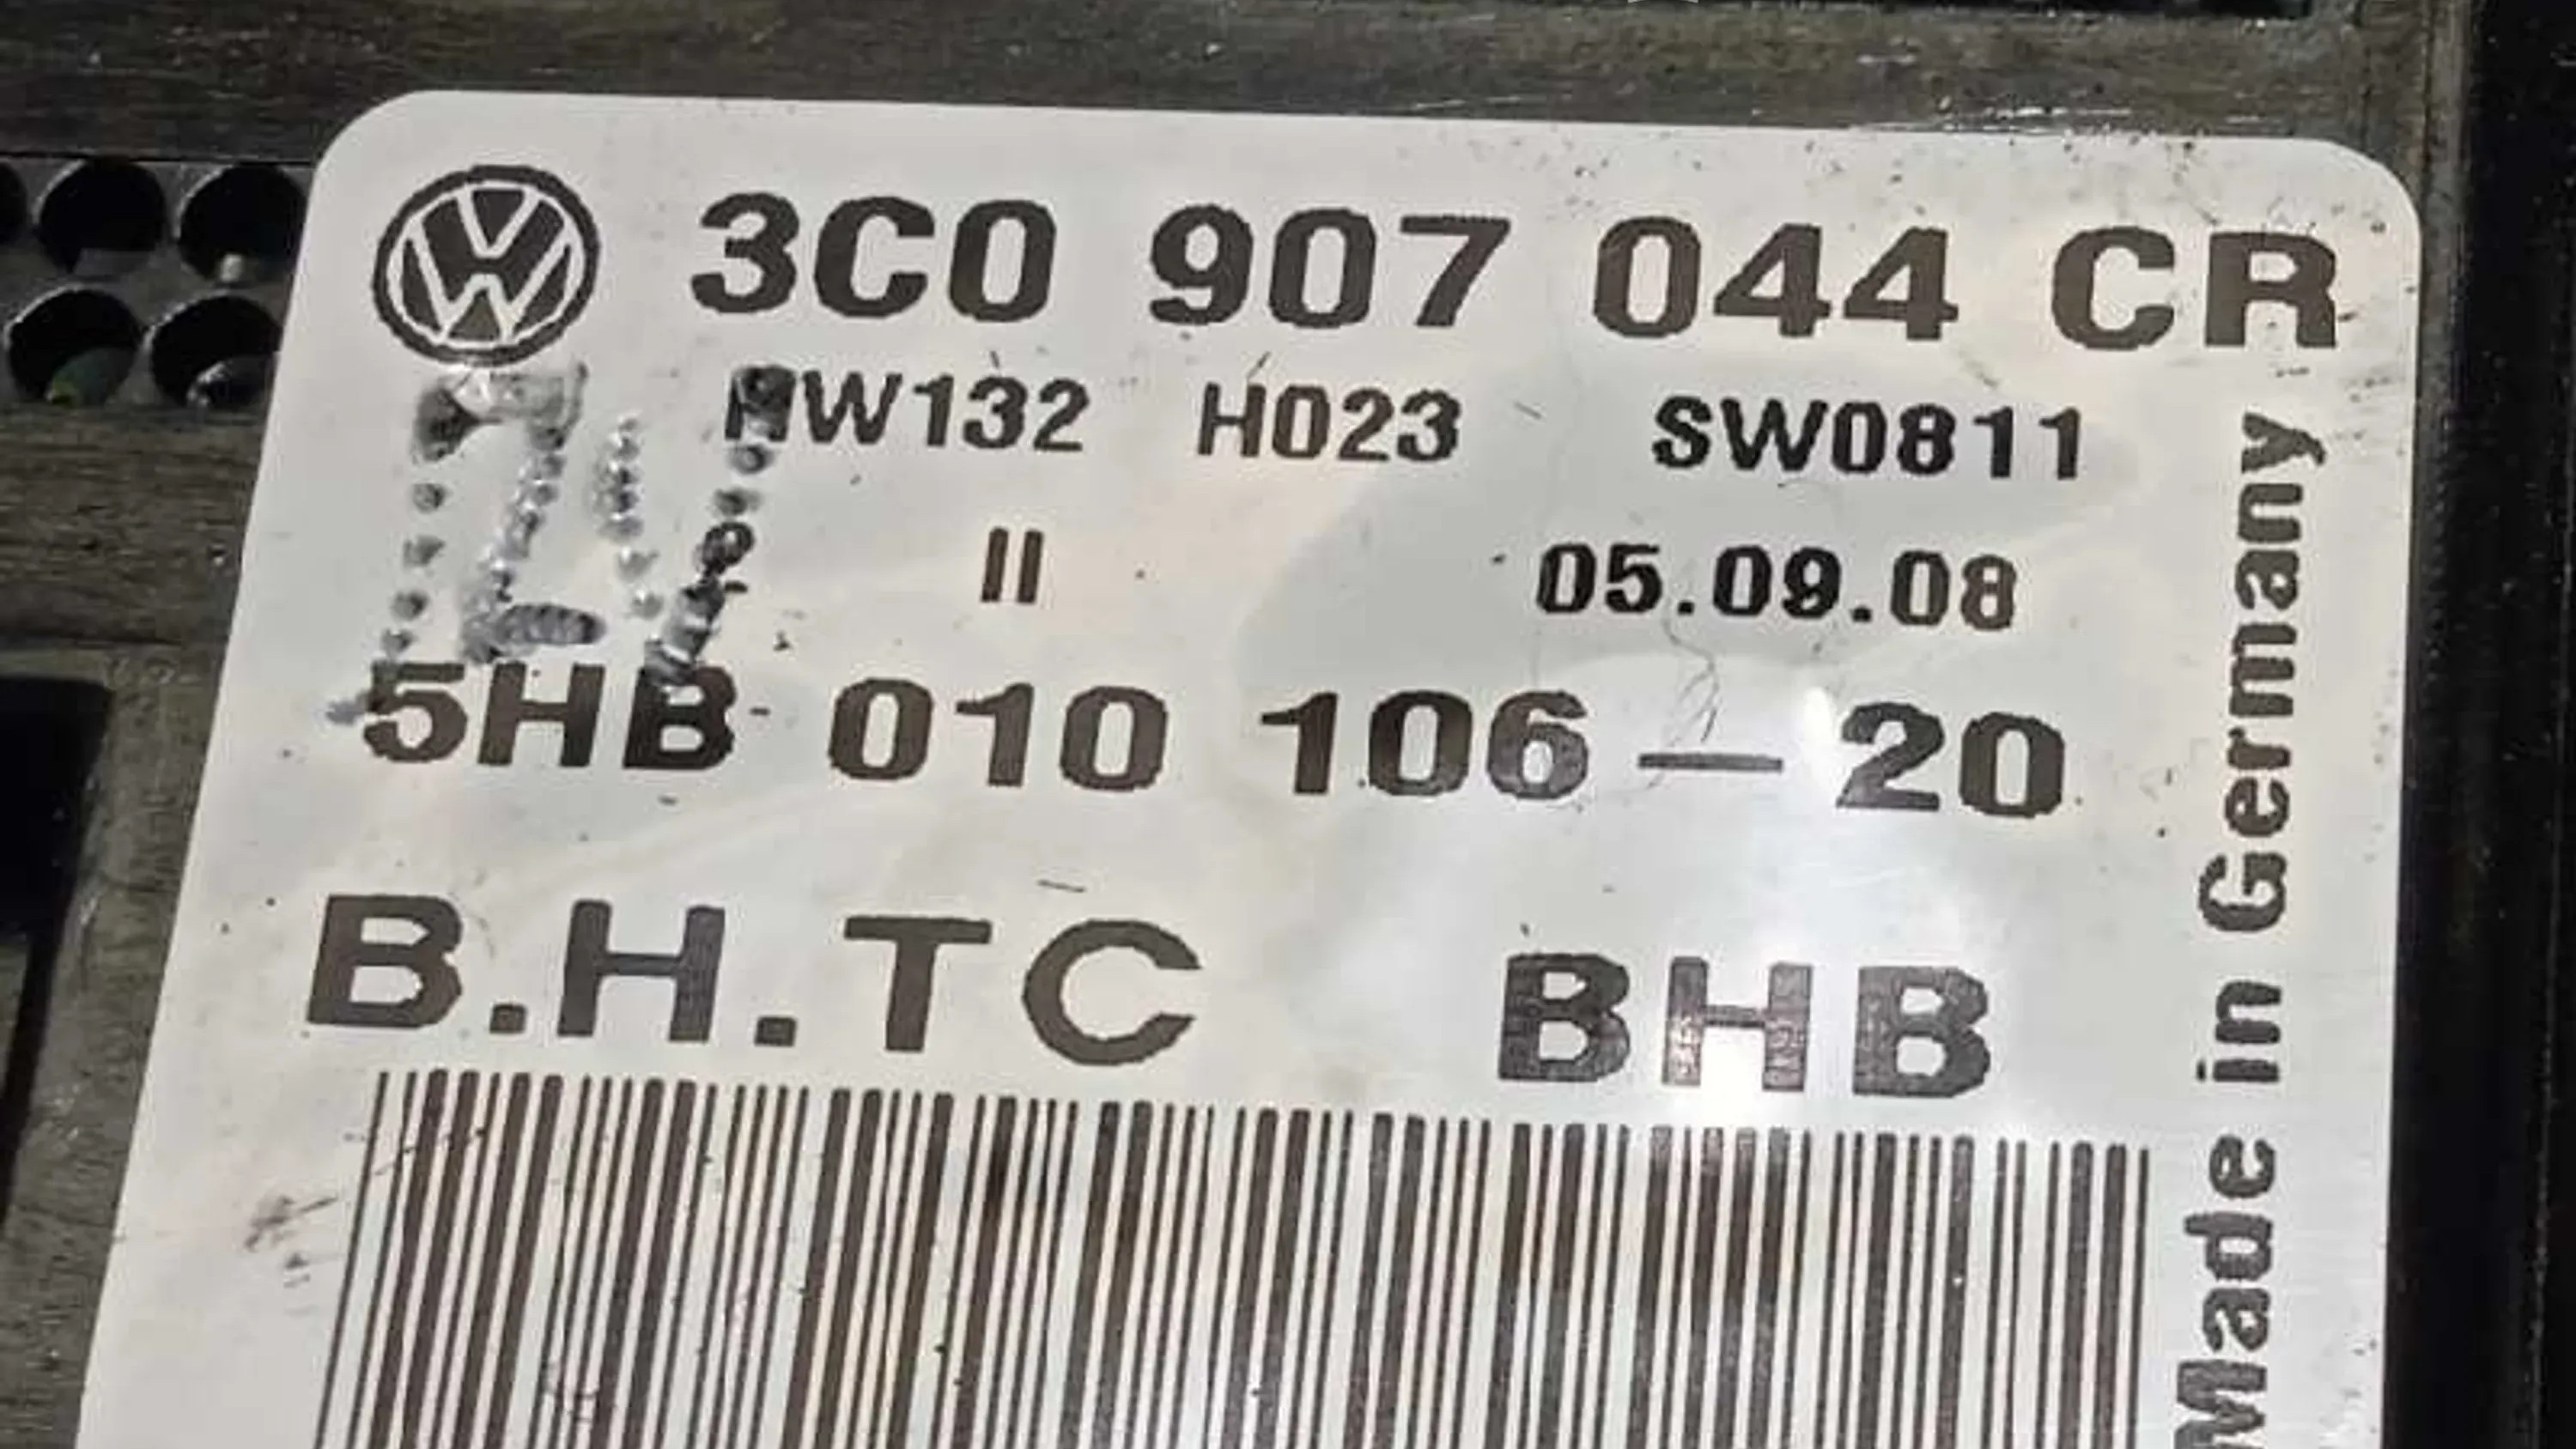 3C0 907 044 CR
HW132 H023 SW0811
II 05.09.08
5HB 010 106-20
B.H.TC BHB
Made in Germany